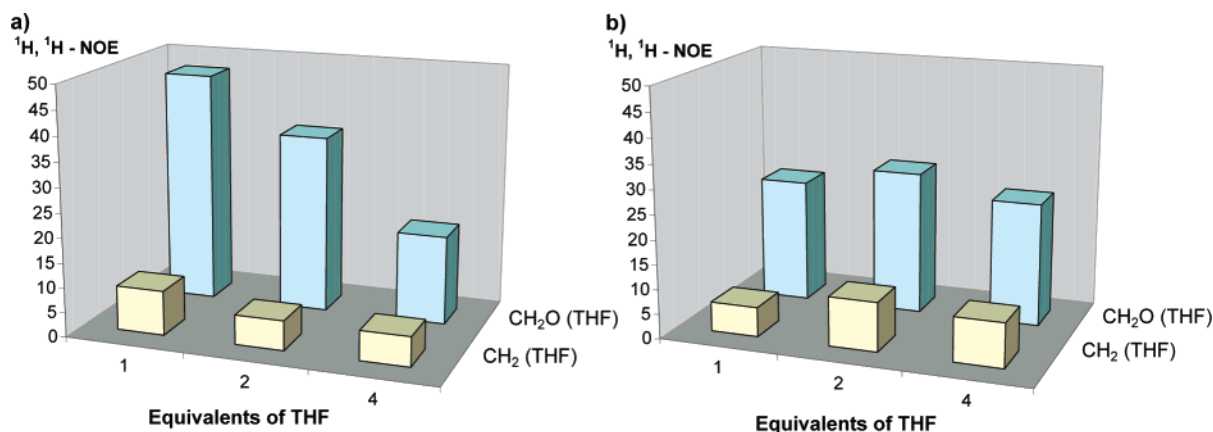 a)
¹H, ¹H - NOE
50
45
40
35
30
25
20
15
10
5
0
1
2
4
CH₂O (THF)
CH₂ (THF)
Equivalents of THF
b)
¹H, ¹H - NOE
50
45
40
35
30
25
20
15
10
5
0
1
2
4
CH₂O (THF)
CH₂ (THF)
Equivalents of THF